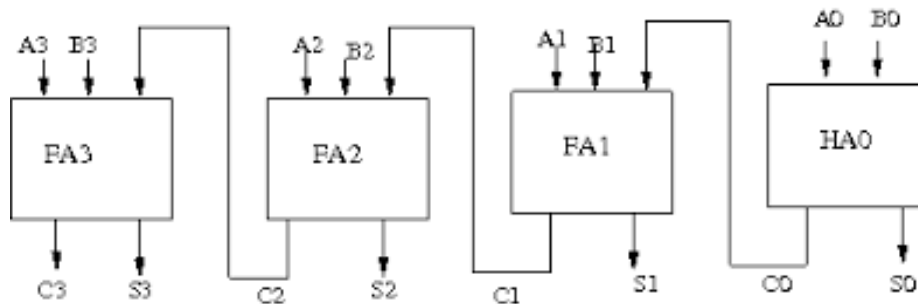 A3 B3 A2 B2 A1 B1 A0 B0
FA3 FA2 FA1 HA0
C3 S3 C2 S2 C1 S1 C0 S0